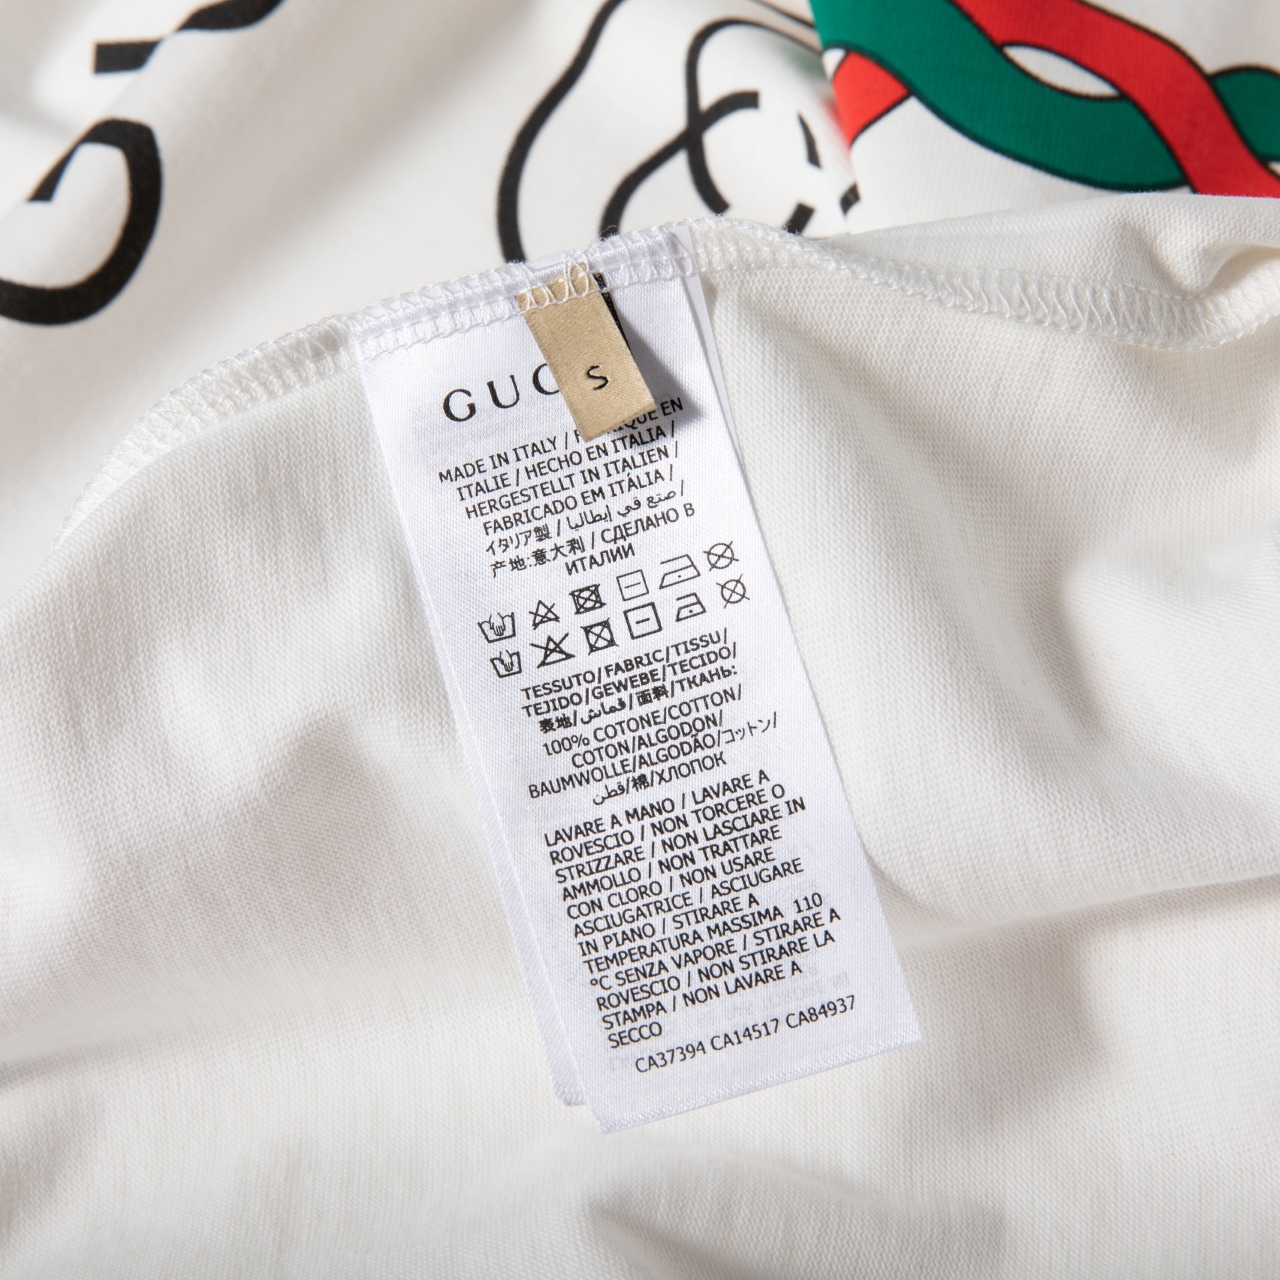 GUC
S
MADE IN ITALY / FABRIQUE EN
ITALIE / HECHO EN ITALIA /
HERGESTELLT IN ITALIEN /
FABRICADO EM ITÁLIA /
イタリア製 / صنع في إيطاليا /
产地:意大利 / СДЕЛАНО В
ИТАЛИИ
TESSUTO/FABRIC/TISSU/
TEJIDO/GEWEBE/TECIDO/
表地/قماش/面料/ТКАНЬ:
100% COTONE/COTTON/
COTON/ALGODON/
BAUMWOLLE/ALGODÃO/コットン/
قطن/棉/ХЛОПОК
LAVARE A MANO / LAVARE A
ROVESCIO / NON TORCERE O
STRIZZARE / NON LASCIARE IN
AMMOLLO / NON TRATTARE
CON CLORO / NON USARE
ASCIUGATRICE / ASCIUGARE
IN PIANO / STIRARE A
TEMPERATURA MASSIMA 110
°C SENZA VAPORE / STIRARE A
ROVESCIO / NON STIRARE LA
STAMPA / NON LAVARE A
SECCO
CA37394 CA14517 CA84937